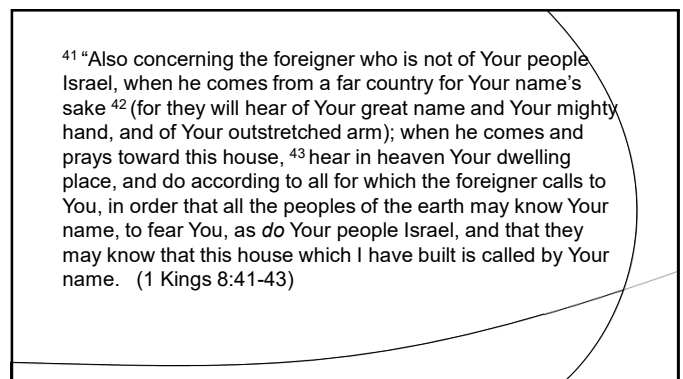 41 “Also concerning the foreigner who is not of Your people
Israel, when he comes from a far country for Your name’s
sake 42 (for they will hear of Your great name and Your mighty
hand, and of Your outstretched arm); when he comes and
prays toward this house, 43 hear in heaven Your dwelling
place, and do according to all for which the foreigner calls to
You, in order that all the peoples of the earth may know Your
name, to fear You, as do Your people Israel, and that they
may know that this house which I have built is called by Your
name. (1 Kings 8:41-43)